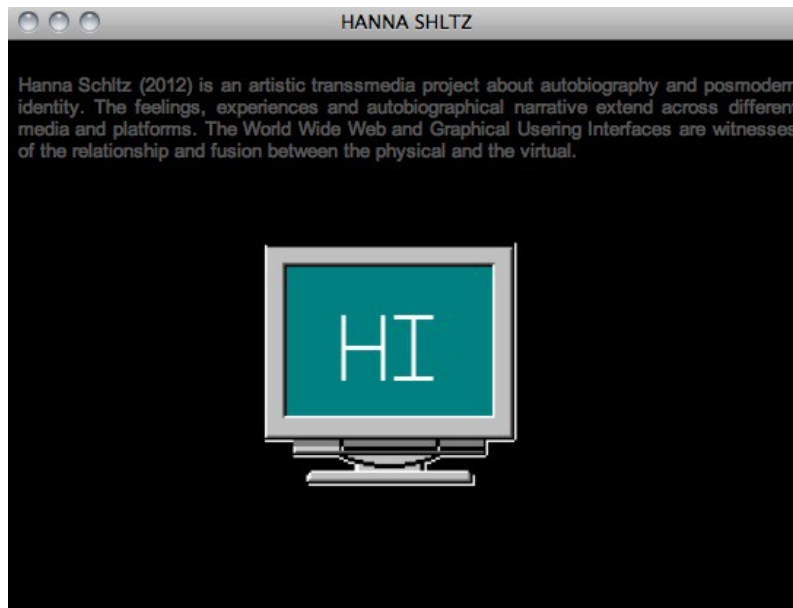 HANNA SHLTZ
Hanna Schltz (2012) is an artistic transsmedia project about autobiography and posmodern
identity. The feelings, experiences and autobiographical narrative extend across different
media and platforms. The World Wide Web and Graphical Usering Interfaces are witnesses
of the relationship and fusion between the physical and the virtual.
HI